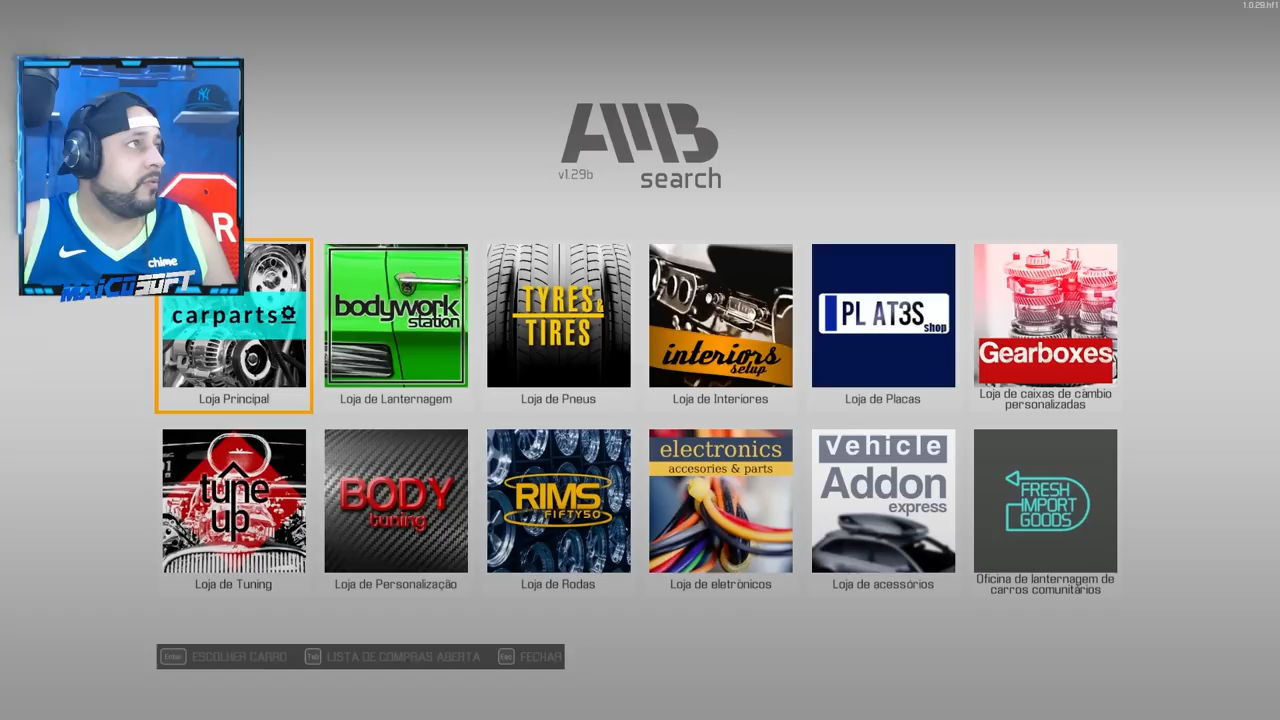 1.0.29.hf1
AMB
v1.29b
search
R
chime
MAICOSOFT
carparts
Loja Principal
bodywork
station
Loja de Lanternagem
TYRES&
TIRES
Loja de Pneus
interiors
setup
Loja de Interiores
PL AT3S
shop
Loja de Placas
Gearboxes
Loja de caixas de câmbio
personalizadas
tune
up
Loja de Tuning
BODY
tuning
Loja de Personalização
RIMS
FIFTY50
Loja de Rodas
electronics
accesories & parts
Loja de eletrônicos
vehicle
Addon
express
Loja de acessórios
FRESH
IMPORT
GOODS
Oficina de lanternagem de
carros comunitários
Enter ESCOLHER CARRO Tab LISTA DE COMPRAS ABERTA Esc FECHAR